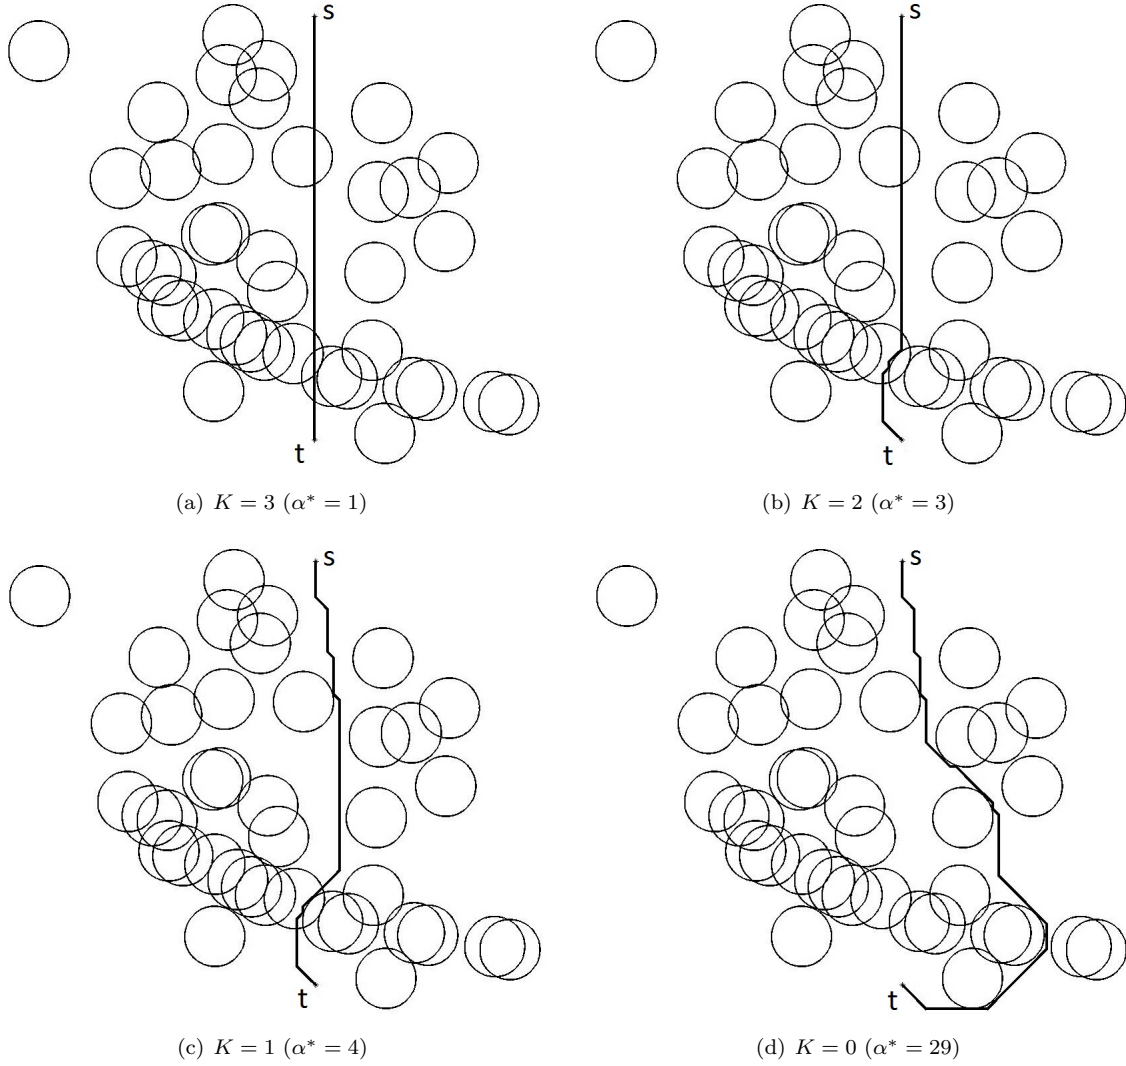 s
s
t
t
(a) K = 3 (α* = 1)
(b) K = 2 (α* = 3)
s
s
t
t
(c) K = 1 (α* = 4)
(d) K = 0 (α* = 29)